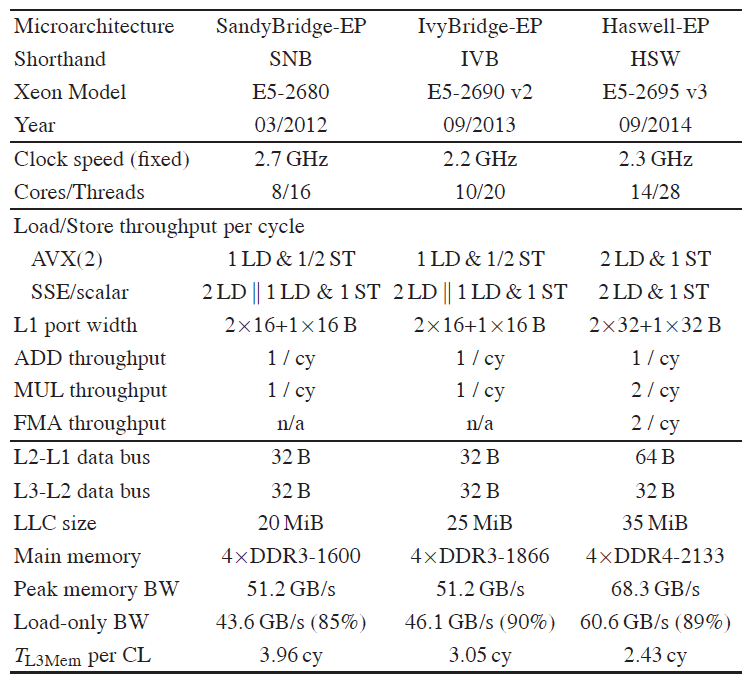 Microarchitecture SandyBridge-EP IvyBridge-EP Haswell-EP
Shorthand SNB IVB HSW
Xeon Model E5-2680 E5-2690 v2 E5-2695 v3
Year 03/2012 09/2013 09/2014
Clock speed (fixed) 2.7 GHz 2.2 GHz 2.3 GHz
Cores/Threads 8/16 10/20 14/28
Load/Store throughput per cycle
AVX(2) 1 LD & 1/2 ST 1 LD & 1/2 ST 2 LD & 1 ST
SSE/scalar 2 LD || 1 LD & 1 ST 2 LD || 1 LD & 1 ST 2 LD & 1 ST
L1 port width 2×16+1×16 B 2×16+1×16 B 2×32+1×32 B
ADD throughput 1 / cy 1 / cy 1 / cy
MUL throughput 1 / cy 1 / cy 2 / cy
FMA throughput n/a n/a 2 / cy
L2-L1 data bus 32 B 32 B 64 B
L3-L2 data bus 32 B 32 B 32 B
LLC size 20 MiB 25 MiB 35 MiB
Main memory 4×DDR3-1600 4×DDR3-1866 4×DDR4-2133
Peak memory BW 51.2 GB/s 51.2 GB/s 68.3 GB/s
Load-only BW 43.6 GB/s (85%) 46.1 GB/s (90%) 60.6 GB/s (89%)
TL3Mem per CL 3.96 cy 3.05 cy 2.43 cy